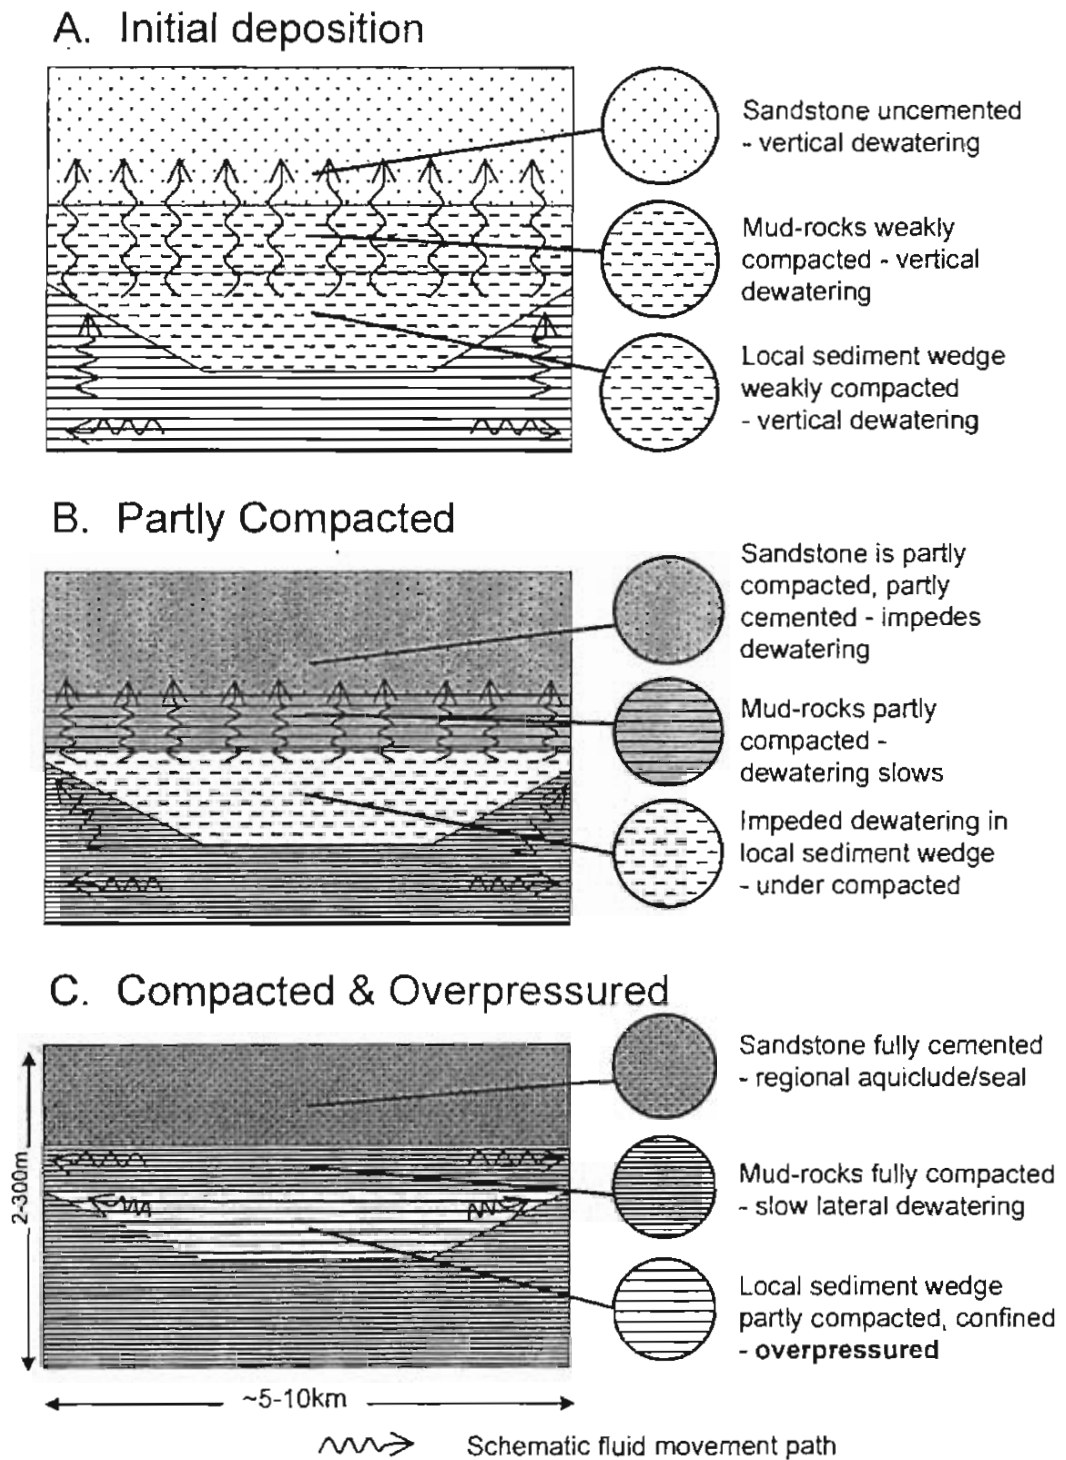 A. Initial deposition
Sandstone uncemented
- vertical dewatering
Mud-rocks weakly
compacted - vertical
dewatering
Local sediment wedge
weakly compacted
- vertical dewatering
B. Partly Compacted
Sandstone is partly
compacted, partly
cemented - impedes
dewatering
Mud-rocks partly
compacted -
dewatering slows
Impeded dewatering in
local sediment wedge
- under compacted
C. Compacted & Overpressured
Sandstone fully cemented
- regional aquiclude/seal
Mud-rocks fully compacted
- slow lateral dewatering
Local sediment wedge
partly compacted, confined
- overpressured
2-300m
~5-10km
Schematic fluid movement path